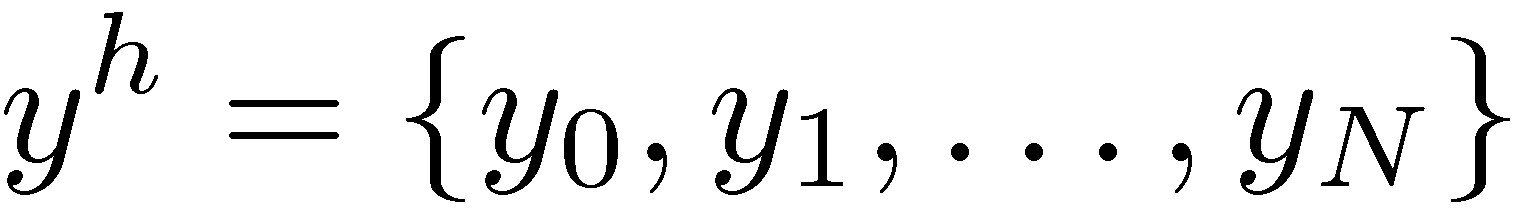 y^h = {y_0, y_1, . . . , y_N}